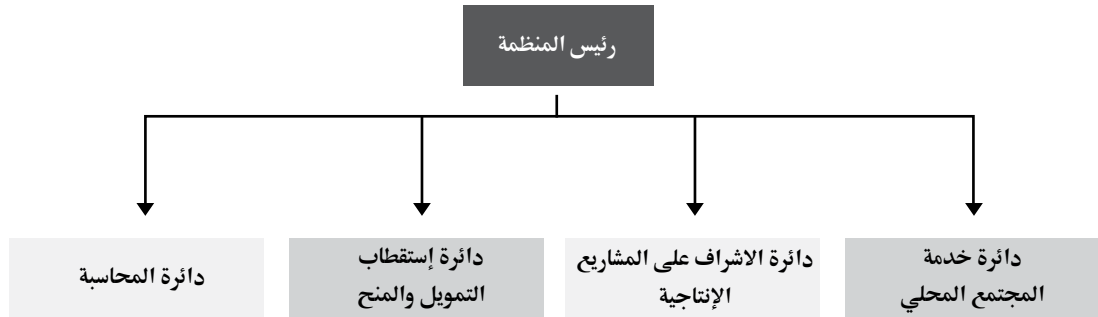 رئيس المنظمة
دائرة خدمة
المجتمع المحلي
دائرة الاشراف على المشاريع
الإنتاجية
دائرة إستقطاب
التمويل والمنح
دائرة المحاسبة